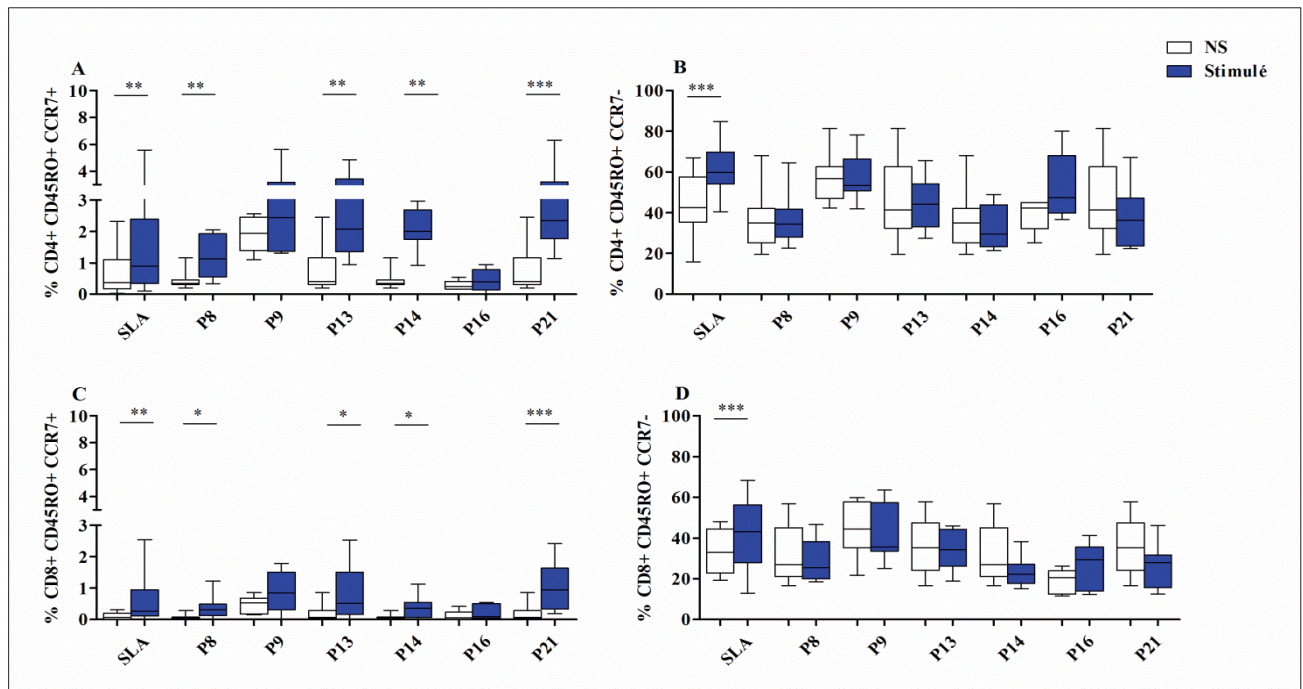 NS
Stimulé
A
% CD4+ CD45RO+ CCR7+
** ** ** ** ***
10
8
6
4
3
2
1
0
SLA P8 P9 P13 P14 P16 P21
B
% CD4+ CD45RO+ CCR7-
***
100
80
60
40
20
0
SLA P8 P9 P13 P14 P16 P21
C
% CD8+ CD45RO+ CCR7+
** * * * ***
10
8
6
4
3
2
1
0
SLA P8 P9 P13 P14 P16 P21
D
% CD8+ CD45RO+ CCR7-
***
100
80
60
40
20
0
SLA P8 P9 P13 P14 P16 P21